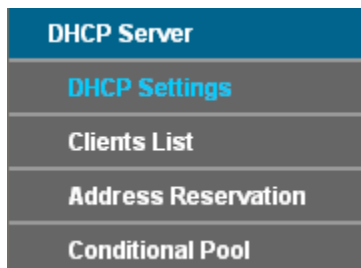 DHCP Server
DHCP Settings
Clients List
Address Reservation
Conditional Pool